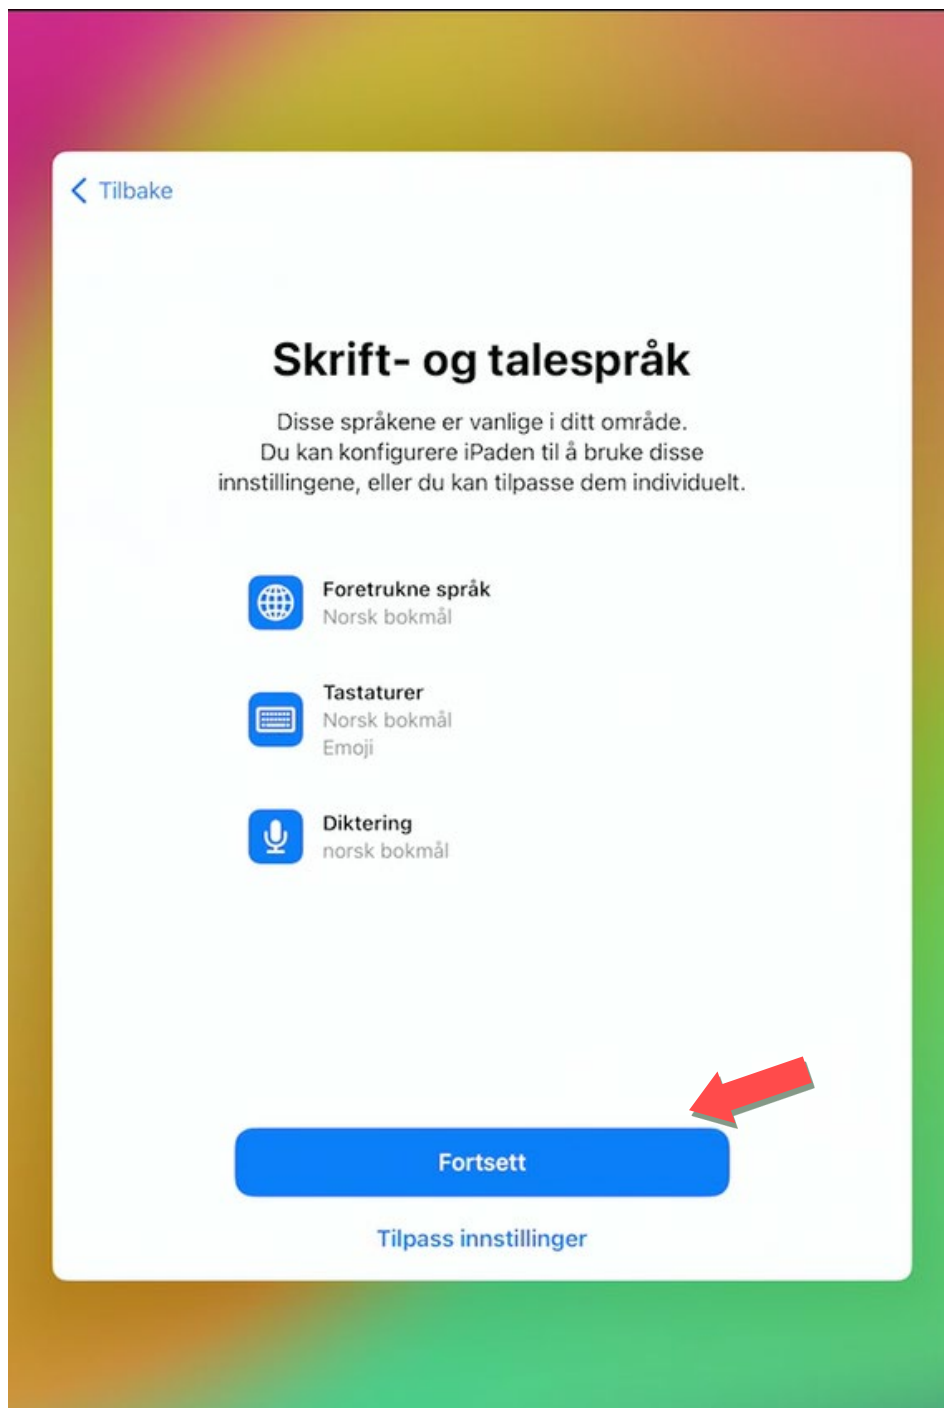 Tilbake
Skrift- og talespråk
Disse språkene er vanlige i ditt område.
Du kan konfigurere iPaden til å bruke disse
innstillingene, eller du kan tilpasse dem individuelt.
Foretrukne språk
Norsk bokmål
Tastaturer
Norsk bokmål
Emoji
Diktering
norsk bokmål
Fortsett
Tilpass innstillinger